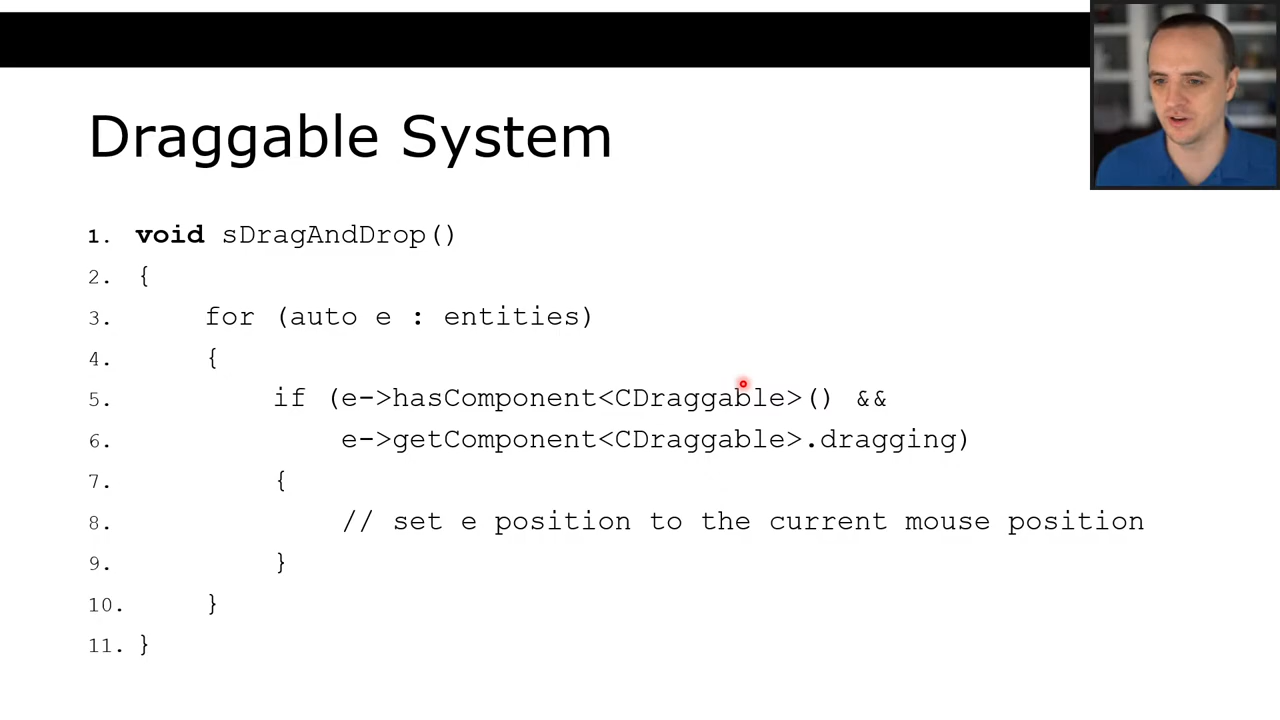 Draggable System
1. void sDragAndDrop()
2. {
3. for (auto e : entities)
4. {
5. if (e->hasComponent<CDraggable>() &&
6. e->getComponent<CDraggable>.dragging)
7. {
8. // set e position to the current mouse position
9. }
10. }
11. }